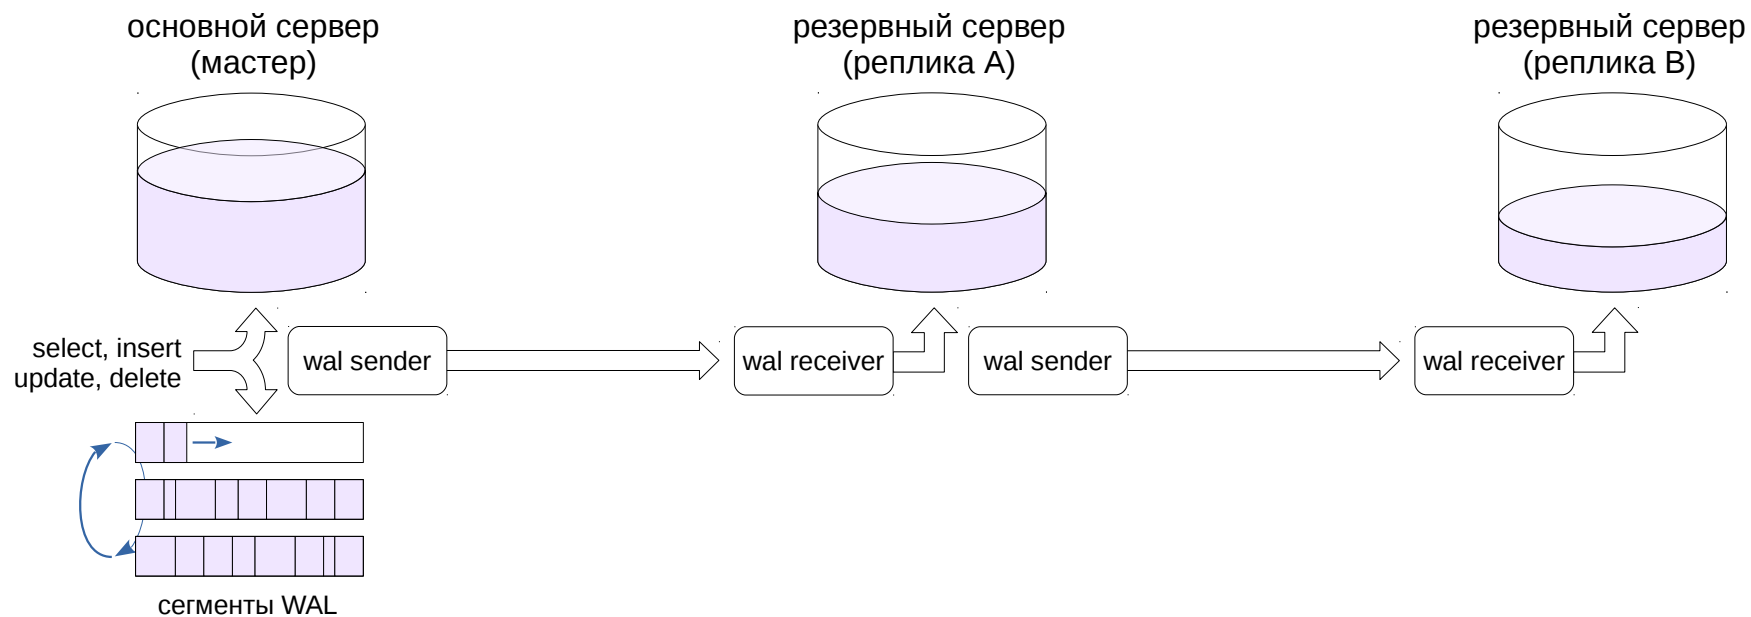 основной сервер
(мастер)
резервный сервер
(реплика A)
резервный сервер
(реплика B)
select, insert
update, delete
wal sender
wal receiver
wal sender
wal receiver
сегменты WAL